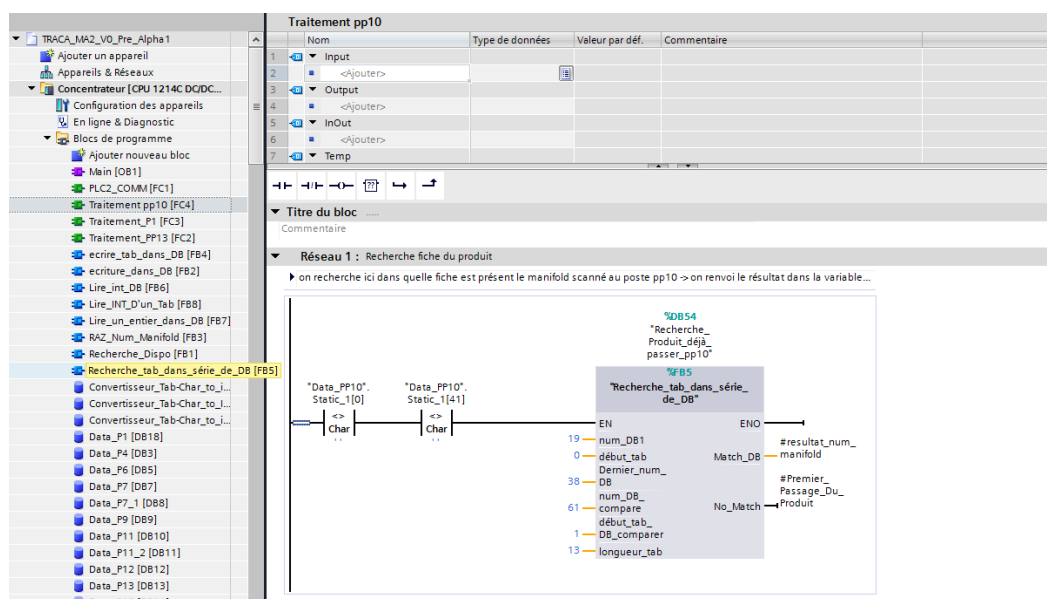 Traitement pp10
TRACA_MA2_V0_Pre_Alpha1
Ajouter un appareil
Appareils & Réseaux
Concentrateur [CPU 1214C DC/DC...
Configuration des appareils
En ligne & Diagnostic
Blocs de programme
Ajouter nouveau bloc
Main [OB1]
PLC2_COMM [FC1]
Traitement pp10 [FC4]
Traitement_P1 [FC3]
Traitement_PP13 [FC2]
ecrire_tab_dans_DB [FB4]
ecriture_dans_DB [FB2]
Lire_int_DB [FB6]
Lire_INT_D'un_Tab [FB8]
Lire_un_entier_dans_DB [FB7]
RAZ_Num_Manifold [FB3]
Recherche_Dispo [FB1]
Recherche_tab_dans_série_de_DB [FB5]
Convertisseur_Tab-Char_to_i...
Convertisseur_Tab-Char_to_I...
Convertisseur_Tab-Char_to_i...
Data_P1 [DB18]
Data_P4 [DB3]
Data_P6 [DB5]
Data_P7 [DB7]
Data_P7_1 [DB8]
Data_P9 [DB9]
Data_P11 [DB10]
Data_P11_2 [DB11]
Data_P12 [DB12]
Data_P13 [DB13]
Nom Type de données Valeur par déf. Commentaire
1 Input
2 <Ajouter>
3 Output
4 <Ajouter>
5 InOut
6 <Ajouter>
7 Temp
??
Titre du bloc .....
Commentaire
Réseau 1 : Recherche fiche du produit
on recherche ici dans quelle fiche est présent le manifold scanné au poste pp10 -> on renvoi le résultat dans la variable...
%DB54
"Recherche_
Produit_déjà_
passer_pp10"
%FB5
"Recherche_tab_dans_série_
de_DB"
"Data_PP10". "Data_PP10".
Static_1[0] Static_1[41]
<> <>
Char Char
' ' ' '
EN ENO
19 num_DB1
0 début_tab
Dernier_num_
38 DB
num_DB_
61 compare
début_tab_
1 DB_comparer
13 longueur_tab
#resultat_num_
Match_DB manifold
#Premier_
Passage_Du_
No_Match Produit